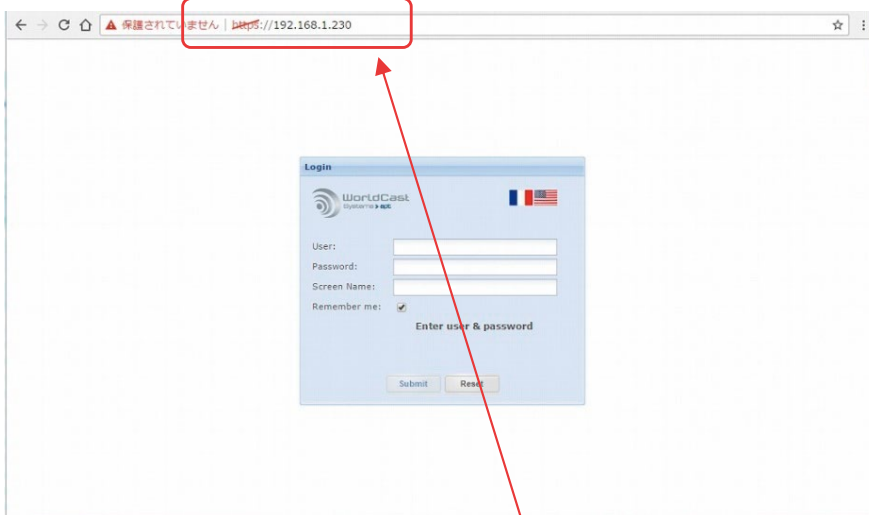 保護されていません | https://192.168.1.230
Login
WorldCast
Systems apt
User:
Password:
Screen Name:
Remember me:
Enter user & password
Submit Reset